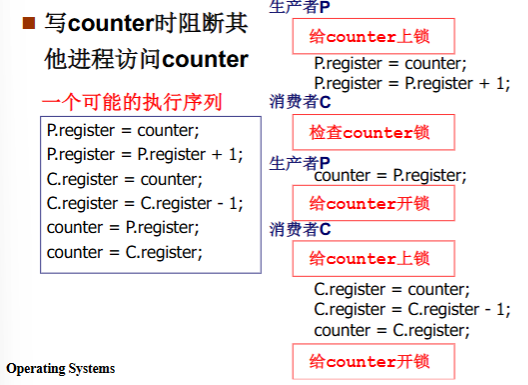 写counter时阻断其
他进程访问counter
一个可能的执行序列
P.register = counter;
P.register = P.register + 1;
C.register = counter;
C.register = C.register - 1;
counter = P.register;
counter = C.register;
生产者P
给counter上锁
P.register = counter;
P.register = P.register + 1;
消费者C
检查counter锁
生产者P
counter = P.register;
给counter开锁
消费者C
给counter上锁
C.register = counter;
C.register = C.register - 1;
counter = C.register;
给counter开锁
Operating Systems